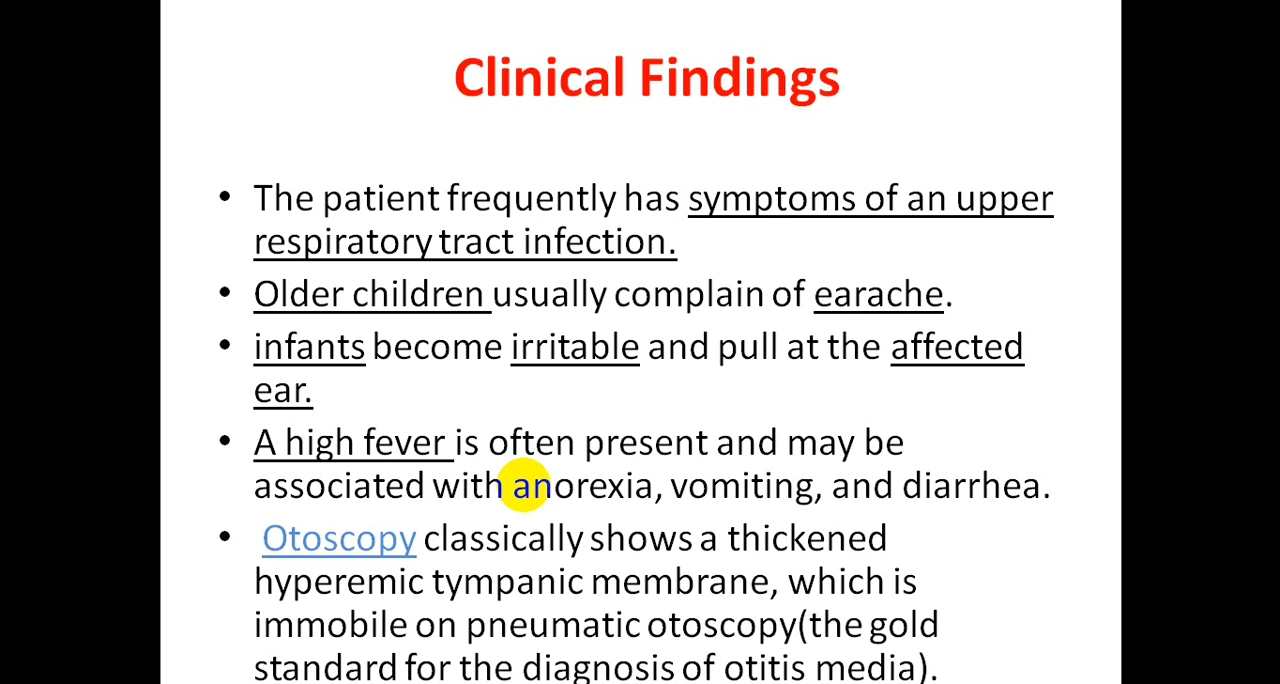 Clinical Findings
• The patient frequently has symptoms of an upper
respiratory tract infection.
• Older children usually complain of earache.
• infants become irritable and pull at the affected
ear.
• A high fever is often present and may be
associated with anorexia, vomiting, and diarrhea.
• Otoscopy classically shows a thickened
hyperemic tympanic membrane, which is
immobile on pneumatic otoscopy(the gold
standard for the diagnosis of otitis media).